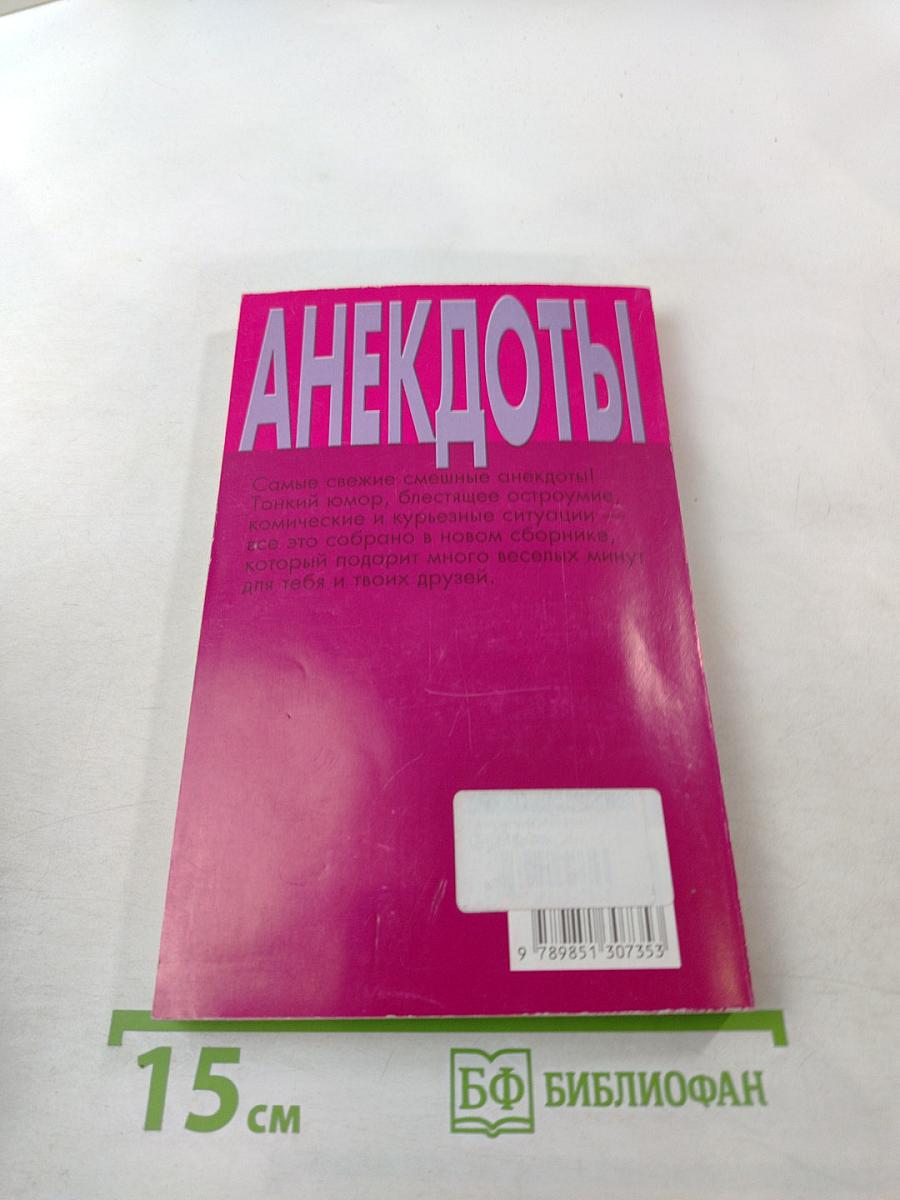 АНЕКДОТЫ
Самые свежие смешные анекдоты!
Тонкий юмор, блестящее остроумие,
комические и курьезные ситуации —
все это собрано в новом сборнике,
который подарит много веселых минут
для тебя и твоих друзей.
9 789851 307353
15 см
БФ БИБЛИОФАН